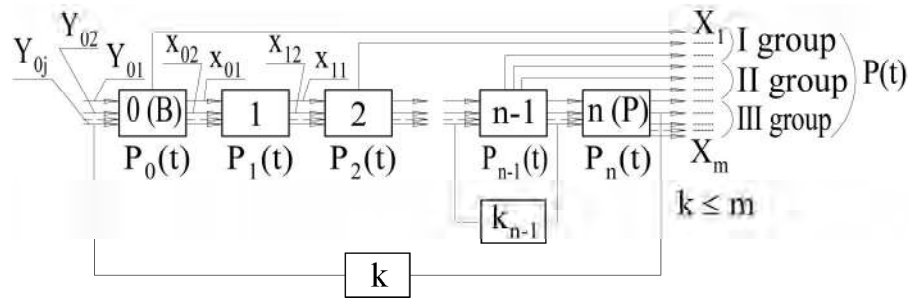 Y₀ⱼ
Y₀₂
Y₀₁
x₀₂
x₀₁
x₁₂
x₁₁
X₁
I group
II group
III group
P(t)
Xₘ
0 (B)
1
2
n-1
n (P)
P₀(t)
P₁(t)
P₂(t)
Pₙ₋₁(t)
Pₙ(t)
k ≤ m
kₙ₋₁
k